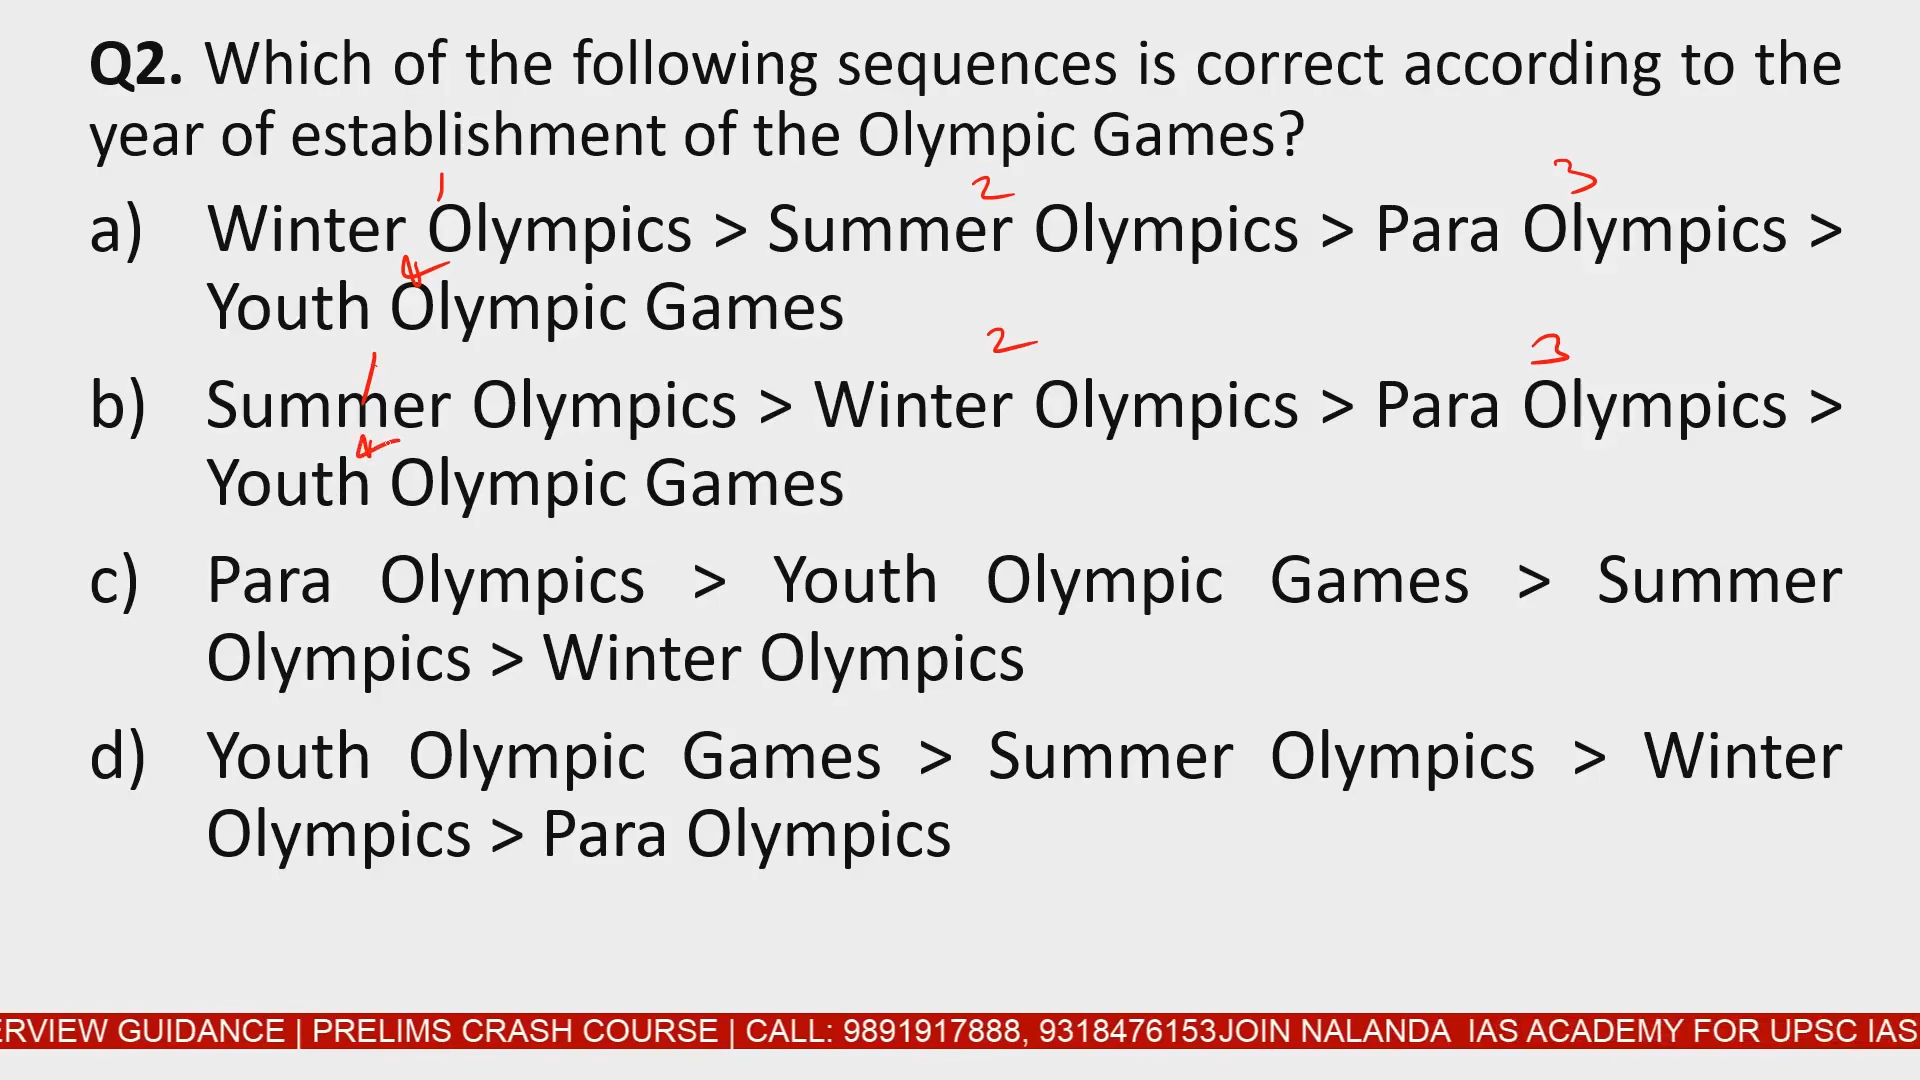 Q2. Which of the following sequences is correct according to the
year of establishment of the Olympic Games?
1 2 3
a) Winter Olympics > Summer Olympics > Para Olympics >
4
Youth Olympic Games
1 2 3
b) Summer Olympics > Winter Olympics > Para Olympics >
4
Youth Olympic Games
c) Para Olympics > Youth Olympic Games > Summer
Olympics > Winter Olympics
d) Youth Olympic Games > Summer Olympics > Winter
Olympics > Para Olympics
ERVIEW GUIDANCE | PRELIMS CRASH COURSE | CALL: 9891917888, 9318476153JOIN NALANDA IAS ACADEMY FOR UPSC IAS